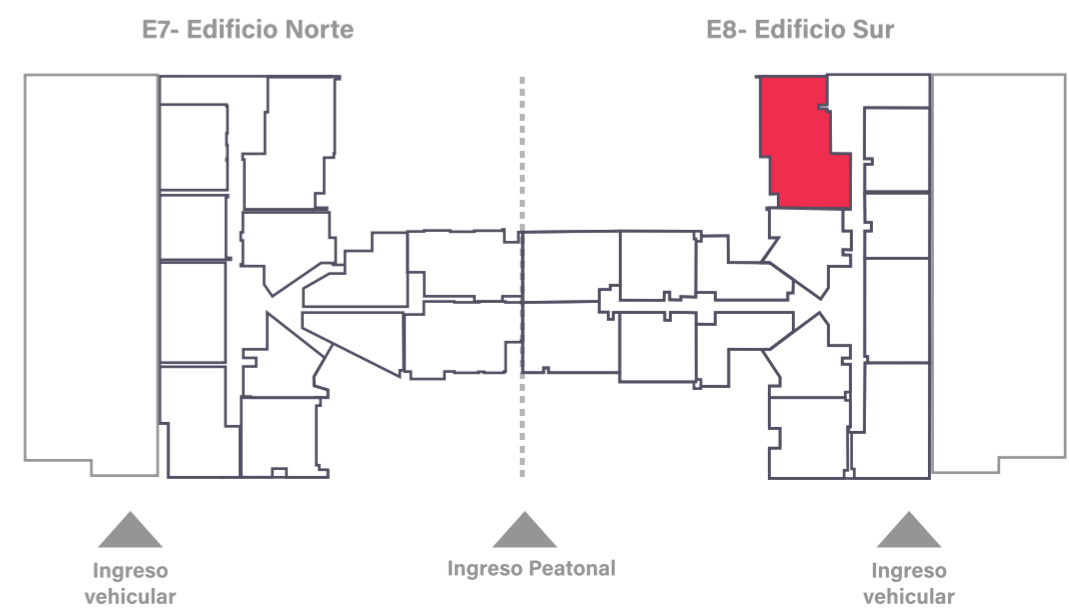 E7- Edificio Norte
E8- Edificio Sur
Ingreso
vehicular
Ingreso Peatonal
Ingreso
vehicular